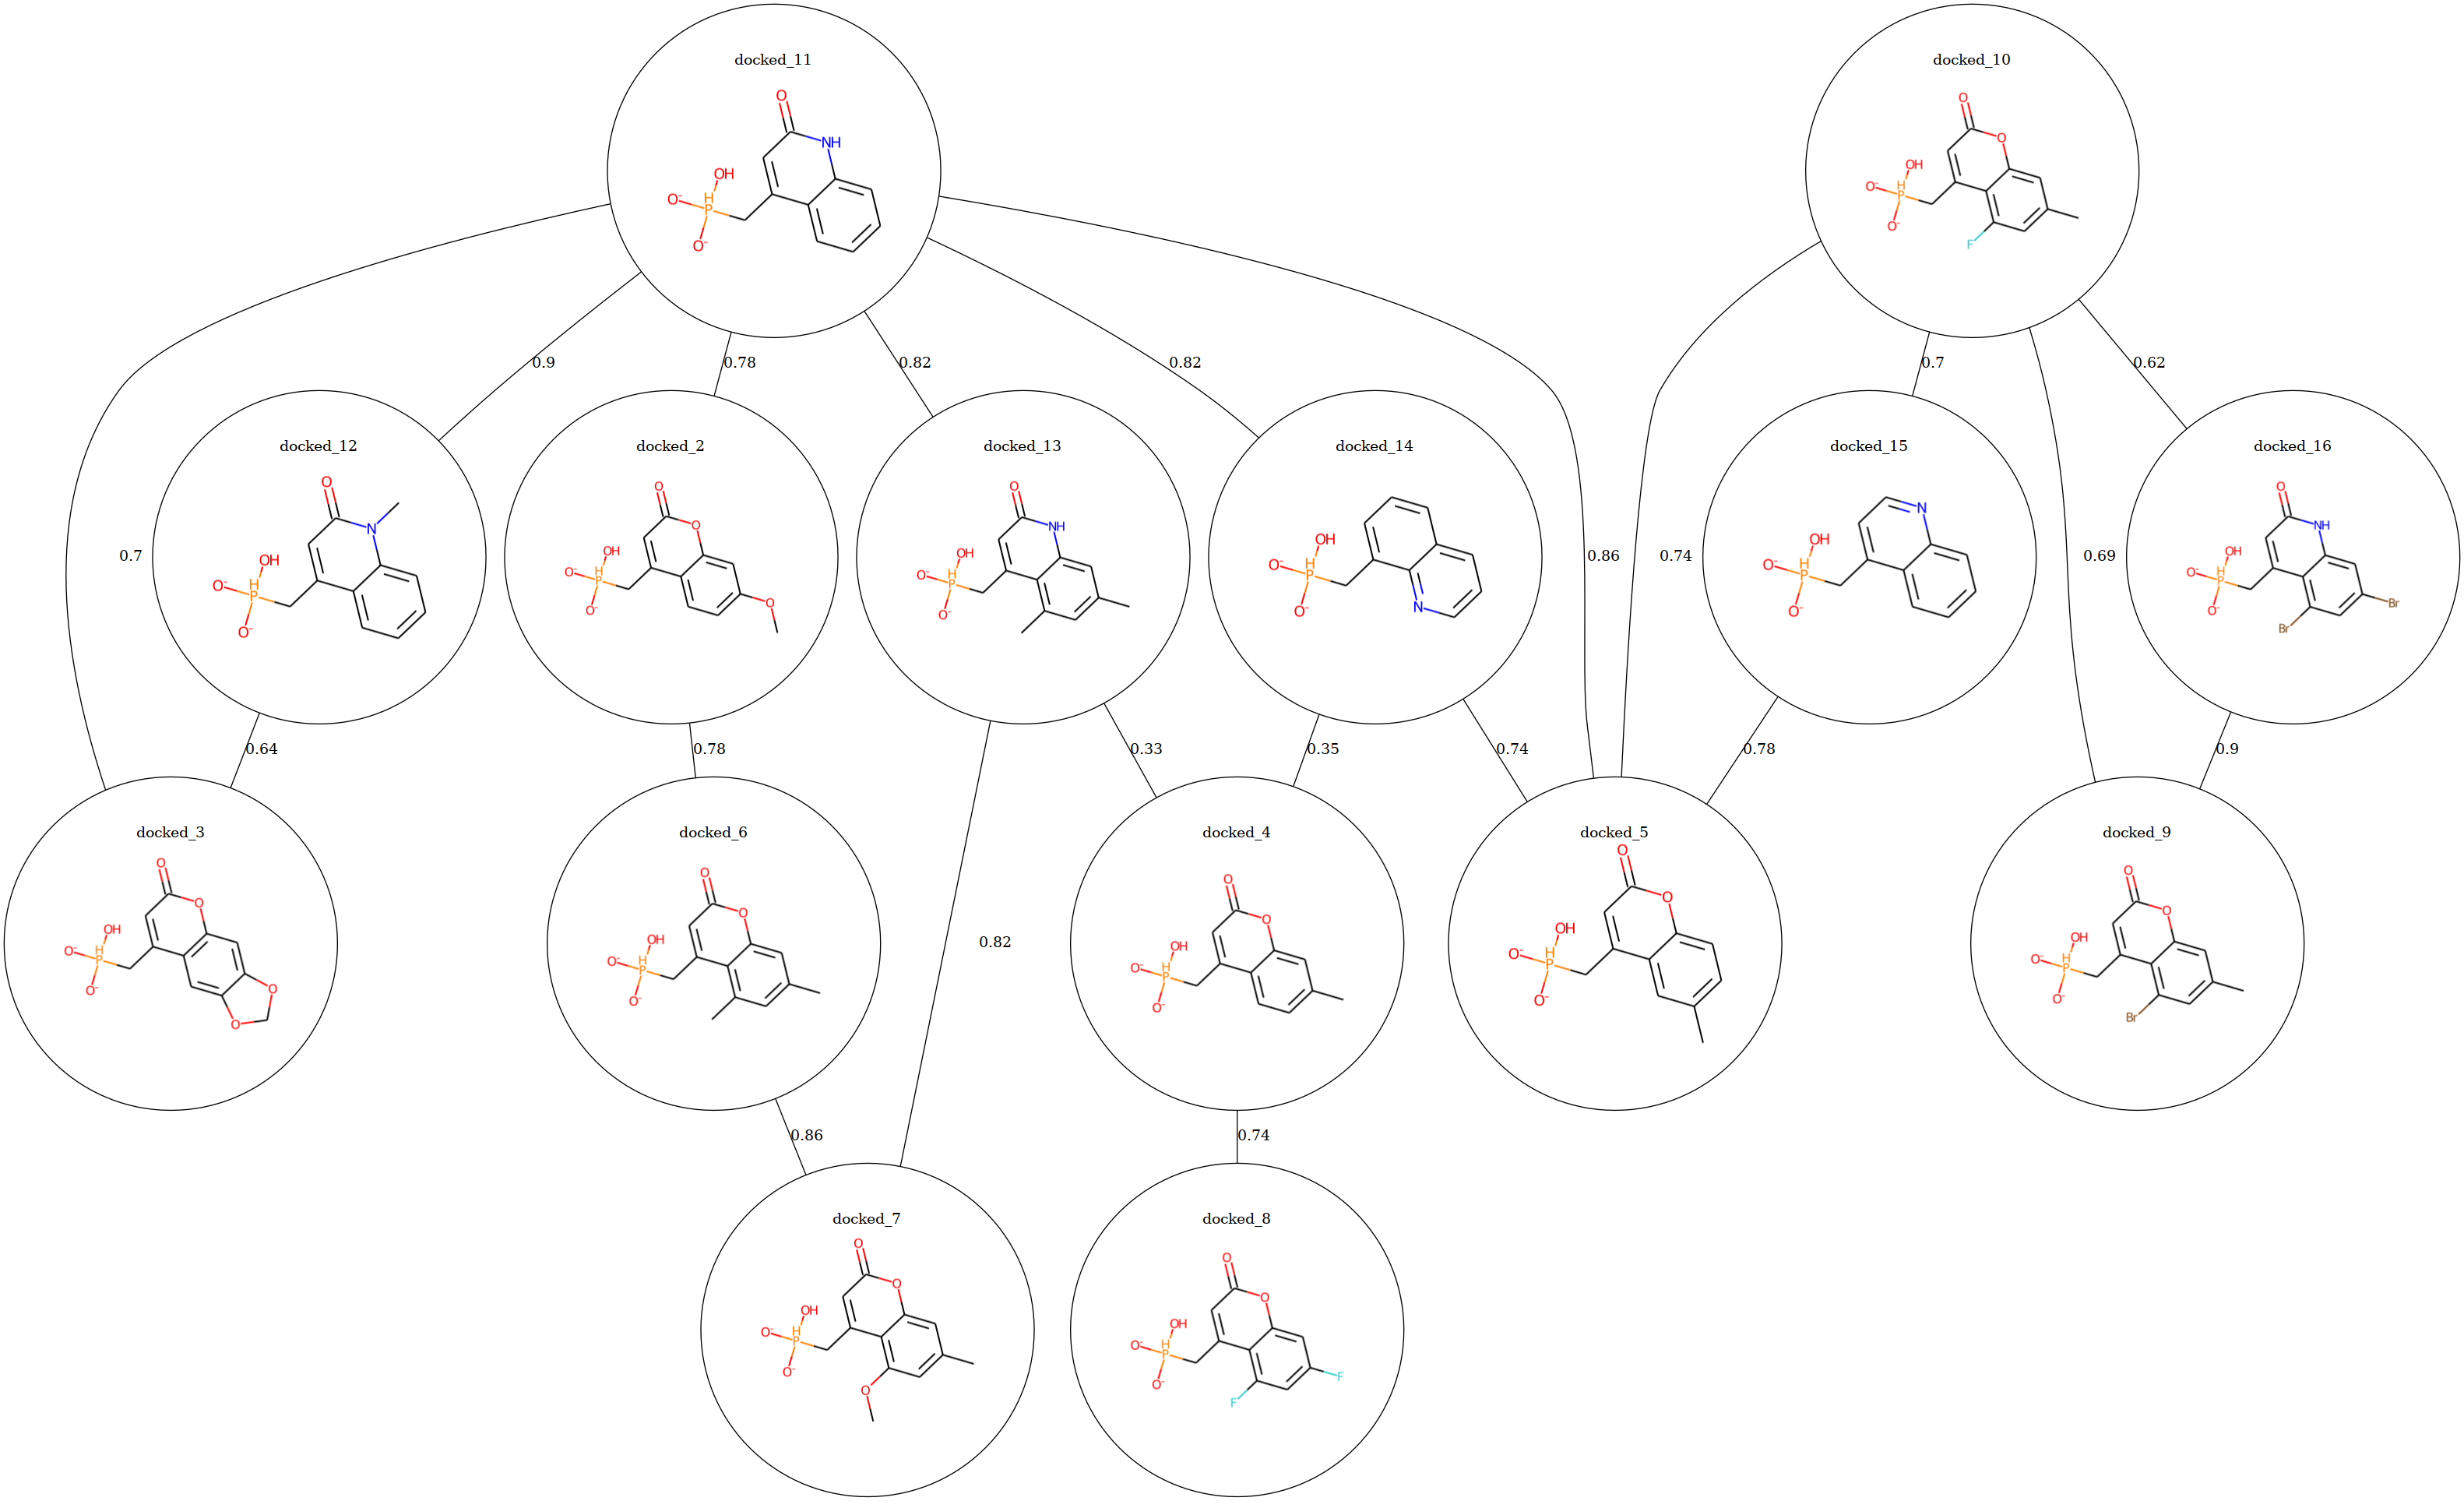 docked_11
O
NH
OH
O-
H
P
O-
docked_10
O
O
OH
O-
H
P
O-
F
0.9
0.78
0.82
0.82
0.7
0.62
docked_12
O
N
OH
O-
H
P
O-
docked_2
O
O
OH
O-
H
P
O-
O
docked_13
O
NH
OH
O-
H
P
O-
docked_14
OH
O-
H
P
O-
N
docked_15
N
OH
O-
H
P
O-
docked_16
O
NH
OH
O-
H
P
O-
Br
Br
0.7
0.86
0.74
0.69
0.64
0.78
0.33
0.35
0.74
0.78
0.9
docked_3
O
O
OH
O-
H
P
O-
O
O
docked_6
O
O
OH
O-
H
P
O-
docked_4
O
O
OH
O-
H
P
O-
docked_5
O
O
OH
O-
H
P
O-
docked_9
O
O
OH
O-
H
P
O-
Br
0.82
0.86
0.74
docked_7
O
O
OH
O-
H
P
O-
O
docked_8
O
O
OH
O-
H
P
O-
F
F